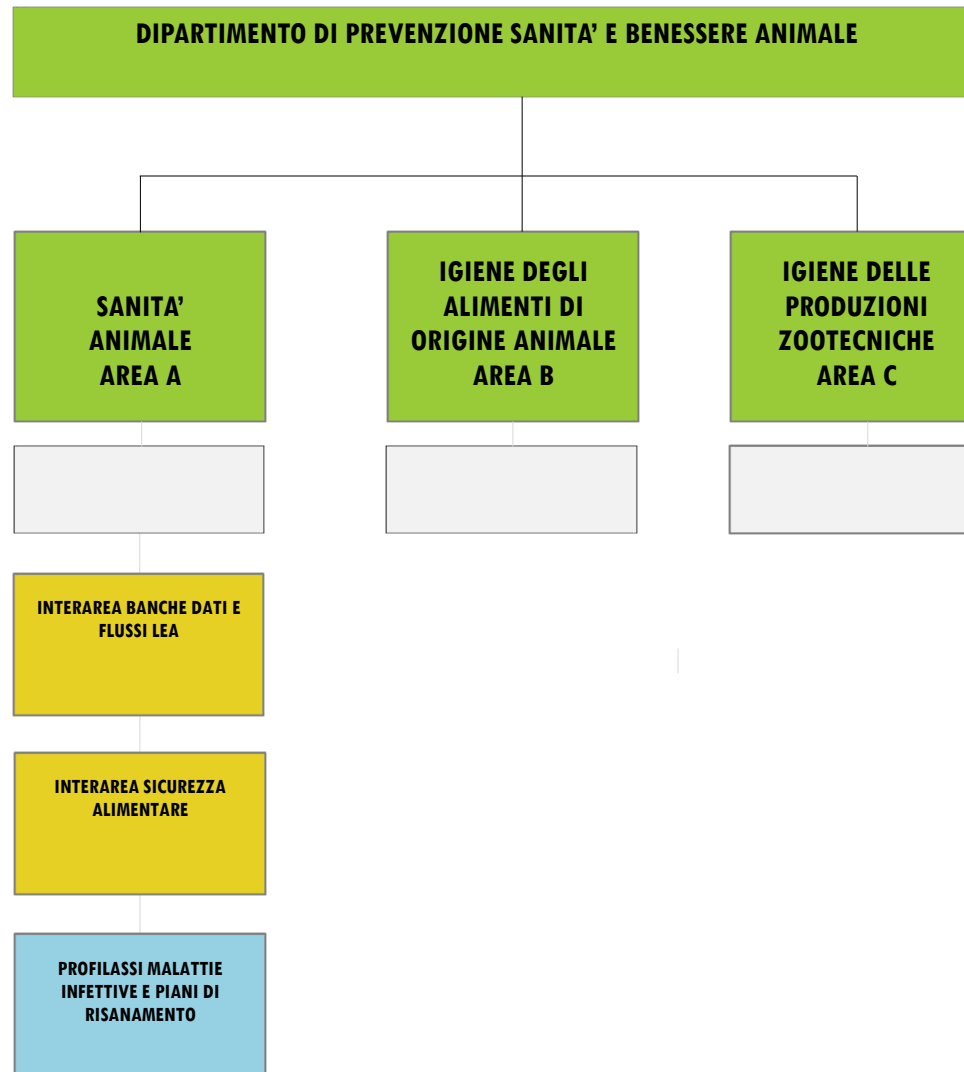 DIPARTIMENTO DI PREVENZIONE SANITA’ E BENESSERE ANIMALE
SANITA’
ANIMALE
AREA A
IGIENE DEGLI
ALIMENTI DI
ORIGINE ANIMALE
AREA B
IGIENE DELLE
PRODUZIONI
ZOOTECNICHE
AREA C
INTERAREA BANCHE DATI E
FLUSSI LEA
INTERAREA SICUREZZA
ALIMENTARE
PROFILASSI MALATTIE
INFETTIVE E PIANI DI
RISANAMENTO